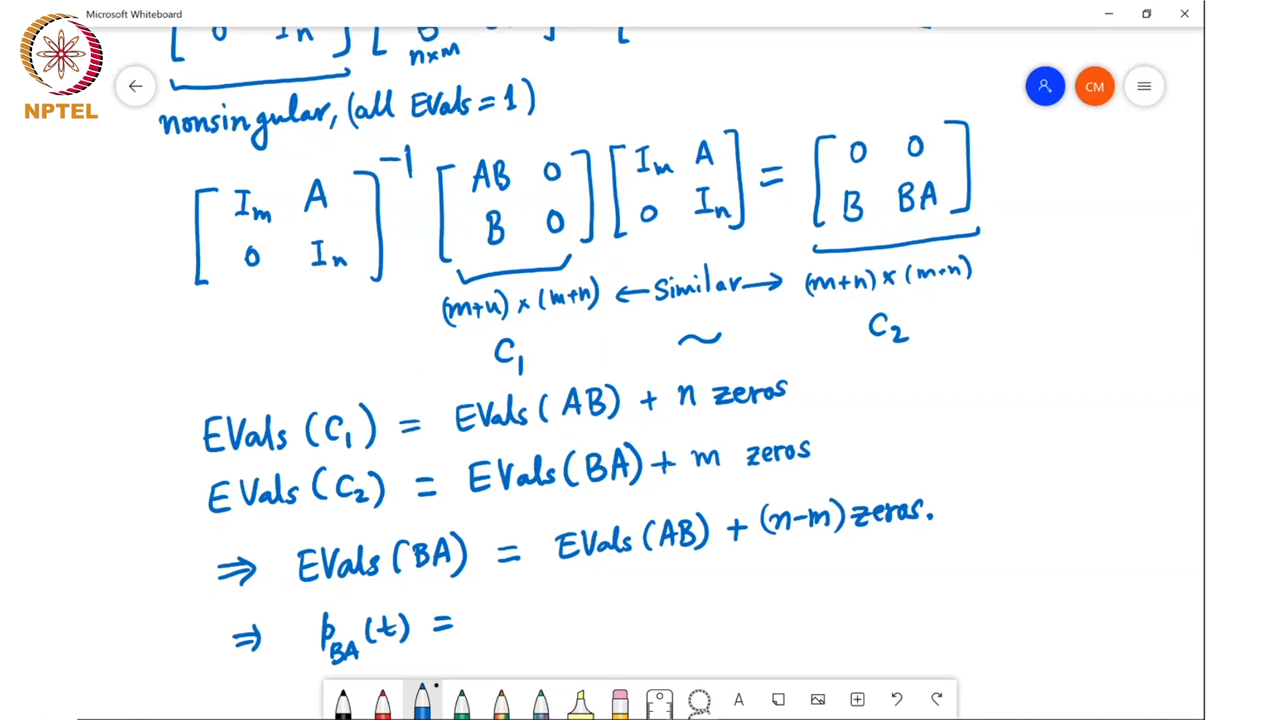 Microsoft Whiteboard
NPTEL
CM
0 In
n×m
nonsingular, (all EVals = 1)
[Im A
0 In]⁻¹ [AB 0
B 0] [Im A
0 In] = [0 0
B BA]
(m+n) × (m+n) ← Similar → (m+n) × (m+n)
C₁ ~ C₂
EVals (C₁) = EVals (AB) + n zeros
EVals (C₂) = EVals (BA) + m zeros
⇒ EVals (BA) = EVals (AB) + (n-m) zeros.
⇒ p_BA (t) =